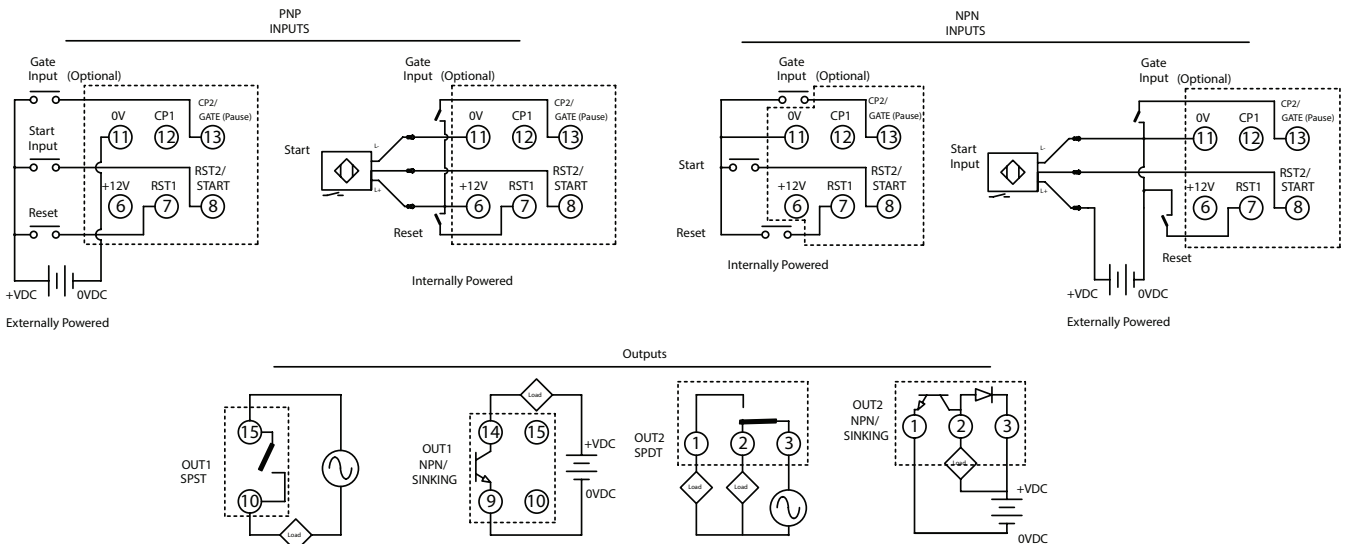 PNP
INPUTS
Gate
Input (Optional)
CP2/
GATE (Pause)
0V
CP1
11
12
13
Start
Input
RST2/
START
+12V
RST1
6
7
8
Reset
+VDC
0VDC
Externally Powered
Gate
Input (Optional)
CP2/
GATE (Pause)
0V
CP1
11
12
13
Start
L-
L+
RST2/
START
+12V
RST1
6
7
8
Reset
Internally Powered
NPN
INPUTS
Gate
Input (Optional)
CP2/
GATE (Pause)
0V
CP1
11
12
13
Start
RST2/
START
+12V
RST1
6
7
8
Reset
Internally Powered
Gate
Input (Optional)
CP2/
GATE (Pause)
0V
CP1
11
12
13
Start
Input
L-
L+
RST2/
START
+12V
RST1
6
7
8
Reset
+VDC
0VDC
Externally Powered
Outputs
15
OUT1
SPST
10
Load
Load
14
15
OUT1
NPN/
SINKING
+VDC
0VDC
9
10
OUT2
SPDT
1
2
3
Load
Load
OUT2
NPN/
SINKING
1
2
3
Load
+VDC
0VDC